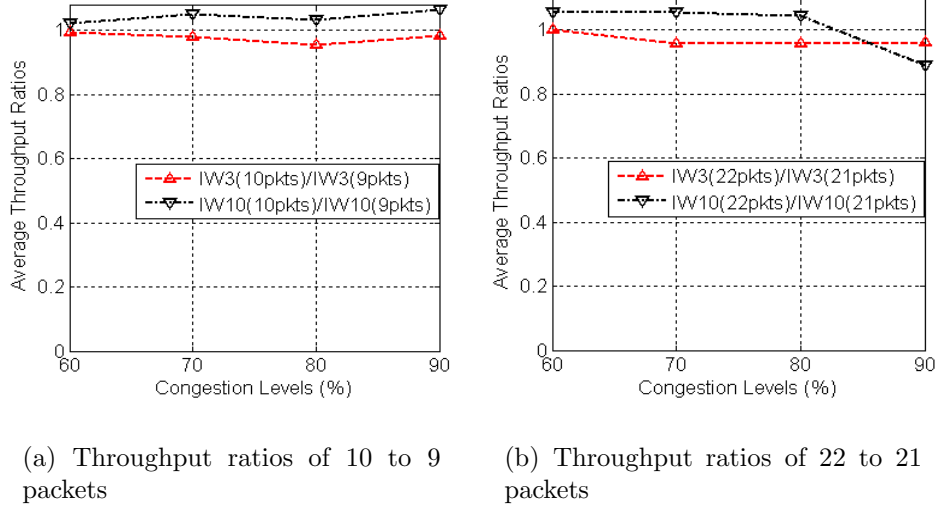 1
0.8
0.6
0.4
0.2
0
60
70
80
90
Average Throughput Ratios
Congestion Levels (%)
IW3(10pkts)/IW3(9pkts)
IW10(10pkts)/IW10(9pkts)
1
0.8
0.6
0.4
0.2
0
60
70
80
90
Average Throughput Ratios
Congestion Levels (%)
IW3(22pkts)/IW3(21pkts)
IW10(22pkts)/IW10(21pkts)
(a) Throughput ratios of 10 to 9
packets
(b) Throughput ratios of 22 to 21
packets